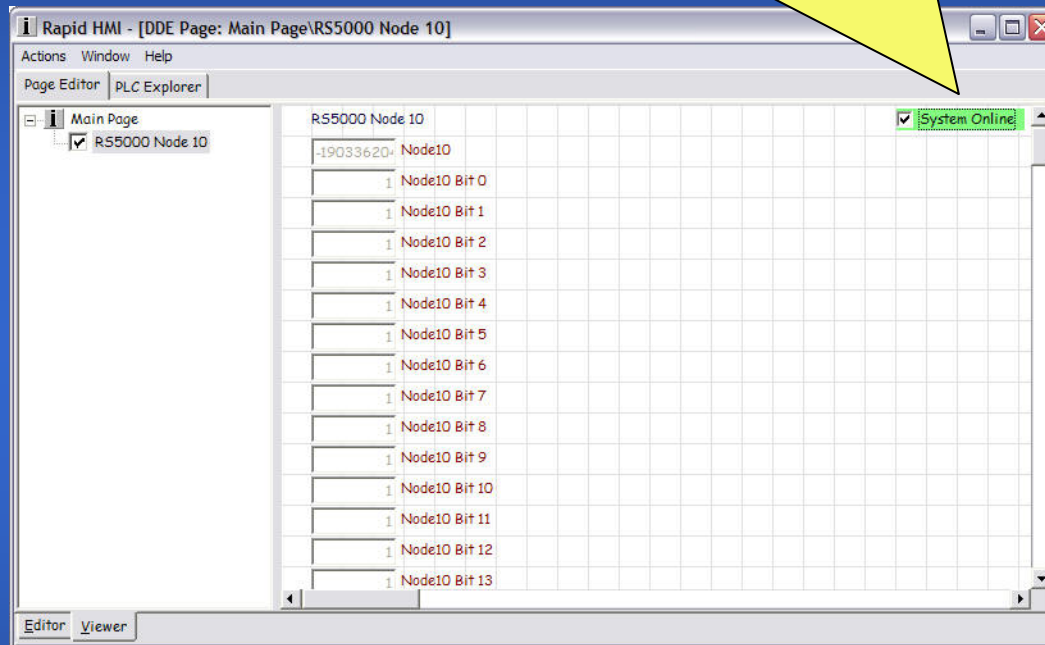 Rapid HMI - [DDE Page: Main Page\RS5000 Node 10]
Actions Window Help
Page Editor PLC Explorer
Main Page
RS5000 Node 10
RS5000 Node 10
System Online
Node10
1 Node10 Bit 0
1 Node10 Bit 1
1 Node10 Bit 2
1 Node10 Bit 3
1 Node10 Bit 4
1 Node10 Bit 5
1 Node10 Bit 6
1 Node10 Bit 7
1 Node10 Bit 8
1 Node10 Bit 9
1 Node10 Bit 10
1 Node10 Bit 11
1 Node10 Bit 12
1 Node10 Bit 13
Editor Viewer